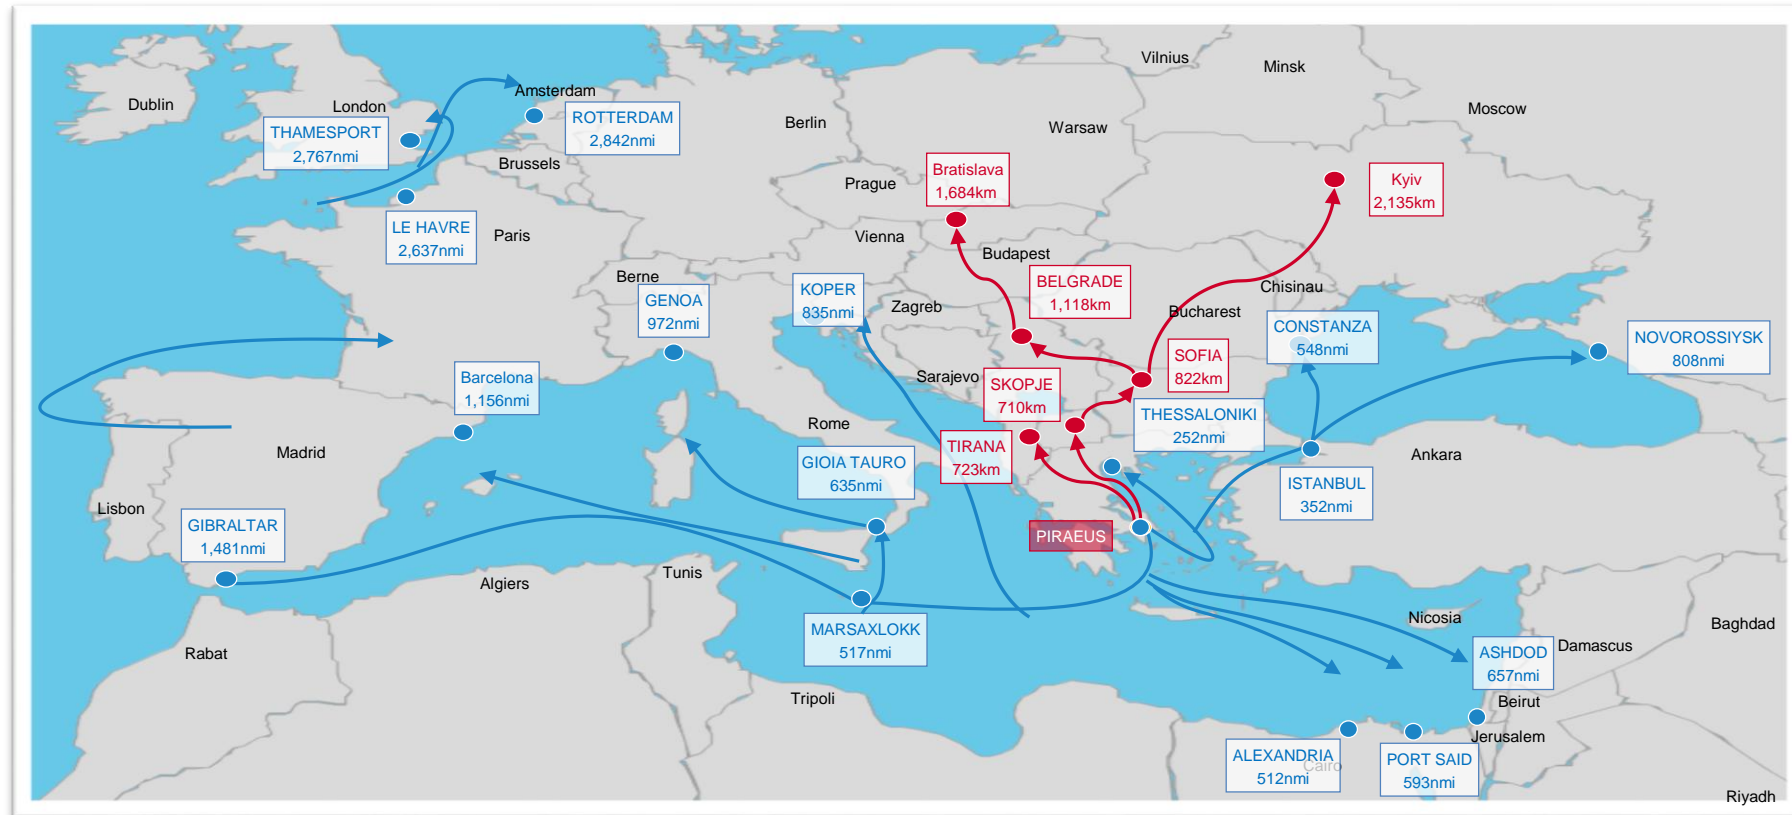 Vilnius
Minsk
Moscow
Dublin
London
Amsterdam
THAMESPORT
2,767nmi
ROTTERDAM
2,842nmi
Berlin
Warsaw
Brussels
Bratislava
1,684km
Prague
Kyiv
2,135km
LE HAVRE
2,637nmi
Paris
Vienna
Budapest
Berne
GENOA
972nmi
KOPER
835nmi
Zagreb
BELGRADE
1,118km
Chisinau
Bucharest
CONSTANZA
548nmi
NOVOROSSIYSK
808nmi
Sarajevo
SOFIA
822km
SKOPJE
710km
Barcelona
1,156nmi
THESSALONIKI
252nmi
Rome
Madrid
TIRANA
723km
Ankara
GIOIA TAURO
635nmi
ISTANBUL
352nmi
Lisbon
GIBRALTAR
1,481nmi
PIRAEUS
Algiers
Tunis
Nicosia
Baghdad
MARSAXLOKK
517nmi
Rabat
Damascus
ASHDOD
657nmi
Tripoli
Beirut
Jerusalem
ALEXANDRIA
Cairo
512nmi
PORT SAID
593nmi
Riyadh